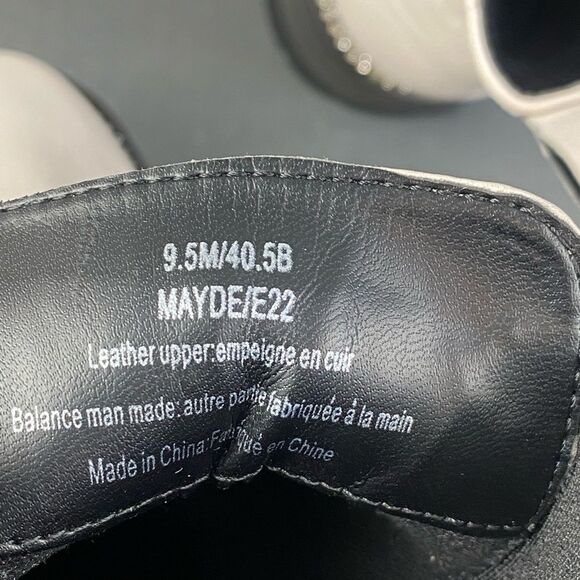 9.5M/40.5B
MAYDE/E22
Leather upper:empeigne en cuir
Balance man made: autre partie fabriquée à la main
Made in China: en Chine